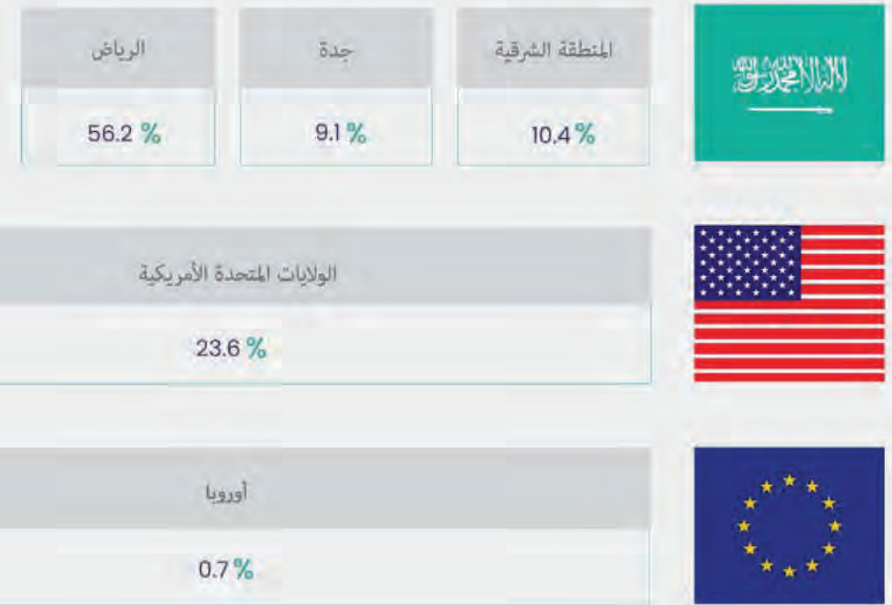 المنطقة الشرقية
جدة
الرياض
10.4 %
9.1 %
56.2 %
الولايات المتحدة الأمريكية
23.6 %
أوروبا
0.7 %